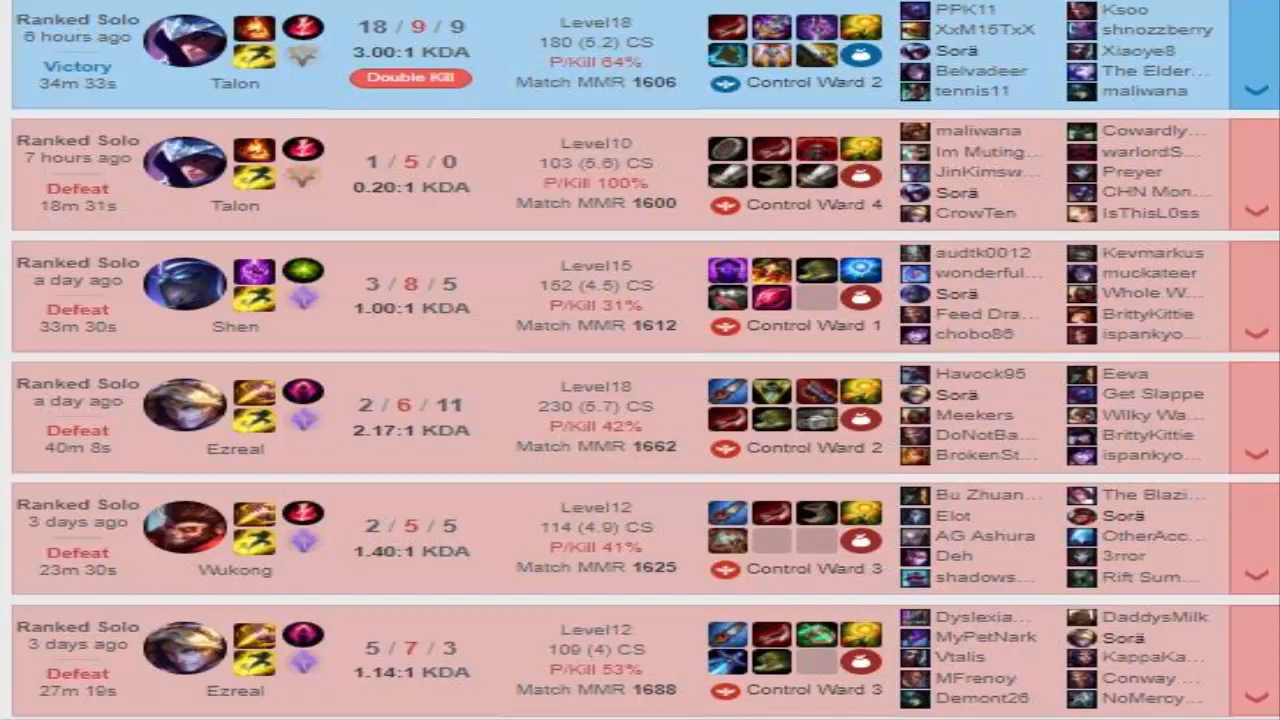 Ranked Solo
6 hours ago
Victory
34m 33s
Talon
18 / 9 / 9
3.00:1 KDA
Double Kill
Level18
180 (5.2) CS
P/Kill 64%
Match MMR 1606
Control Ward 2
PPK11
XxM15TxX
Sorä
Belvadeer
tennis11
Ksoo
shnozzberry
Xiaoye8
The Elder...
maliwana
Ranked Solo
7 hours ago
Defeat
18m 31s
Talon
1 / 5 / 0
0.20:1 KDA
Level10
103 (5.6) CS
P/Kill 100%
Match MMR 1600
Control Ward 4
maliwana
Im Muting...
JinKimsw...
Sorä
CrowTen
Cowardly...
warlordS...
Preyer
CHN Mon...
IsThisL0ss
Ranked Solo
a day ago
Defeat
33m 30s
Shen
3 / 8 / 5
1.00:1 KDA
Level15
152 (4.5) CS
P/Kill 31%
Match MMR 1612
Control Ward 1
audtk0012
wonderful...
Sorä
Feed Dra...
chobo86
Kevmarkus
muckateer
Whole W...
BrittyKittie
ispankyo...
Ranked Solo
a day ago
Defeat
40m 8s
Ezreal
2 / 6 / 11
2.17:1 KDA
Level18
230 (5.7) CS
P/Kill 42%
Match MMR 1662
Control Ward 2
Havock95
Sorä
Meekers
DoNotBa...
BrokenSt...
Eeva
Get Slappe
Wilky Wa...
BrittyKittie
ispankyo...
Ranked Solo
3 days ago
Defeat
23m 30s
Wukong
2 / 5 / 5
1.40:1 KDA
Level12
114 (4.9) CS
P/Kill 41%
Match MMR 1625
Control Ward 3
Bu Zhuan...
Elot
AG Ashura
Deh
shadows...
The Blazi...
Sorä
OtherAcc...
3rror
Rift Sum...
Ranked Solo
3 days ago
Defeat
27m 19s
Ezreal
5 / 7 / 3
1.14:1 KDA
Level12
109 (4) CS
P/Kill 53%
Match MMR 1688
Control Ward 3
Dyslexia...
MyPetNark
Vtalis
MFrenoy
Demont26
DaddysMilk
Sorä
KappaKa...
Conway ...
NoMercy...